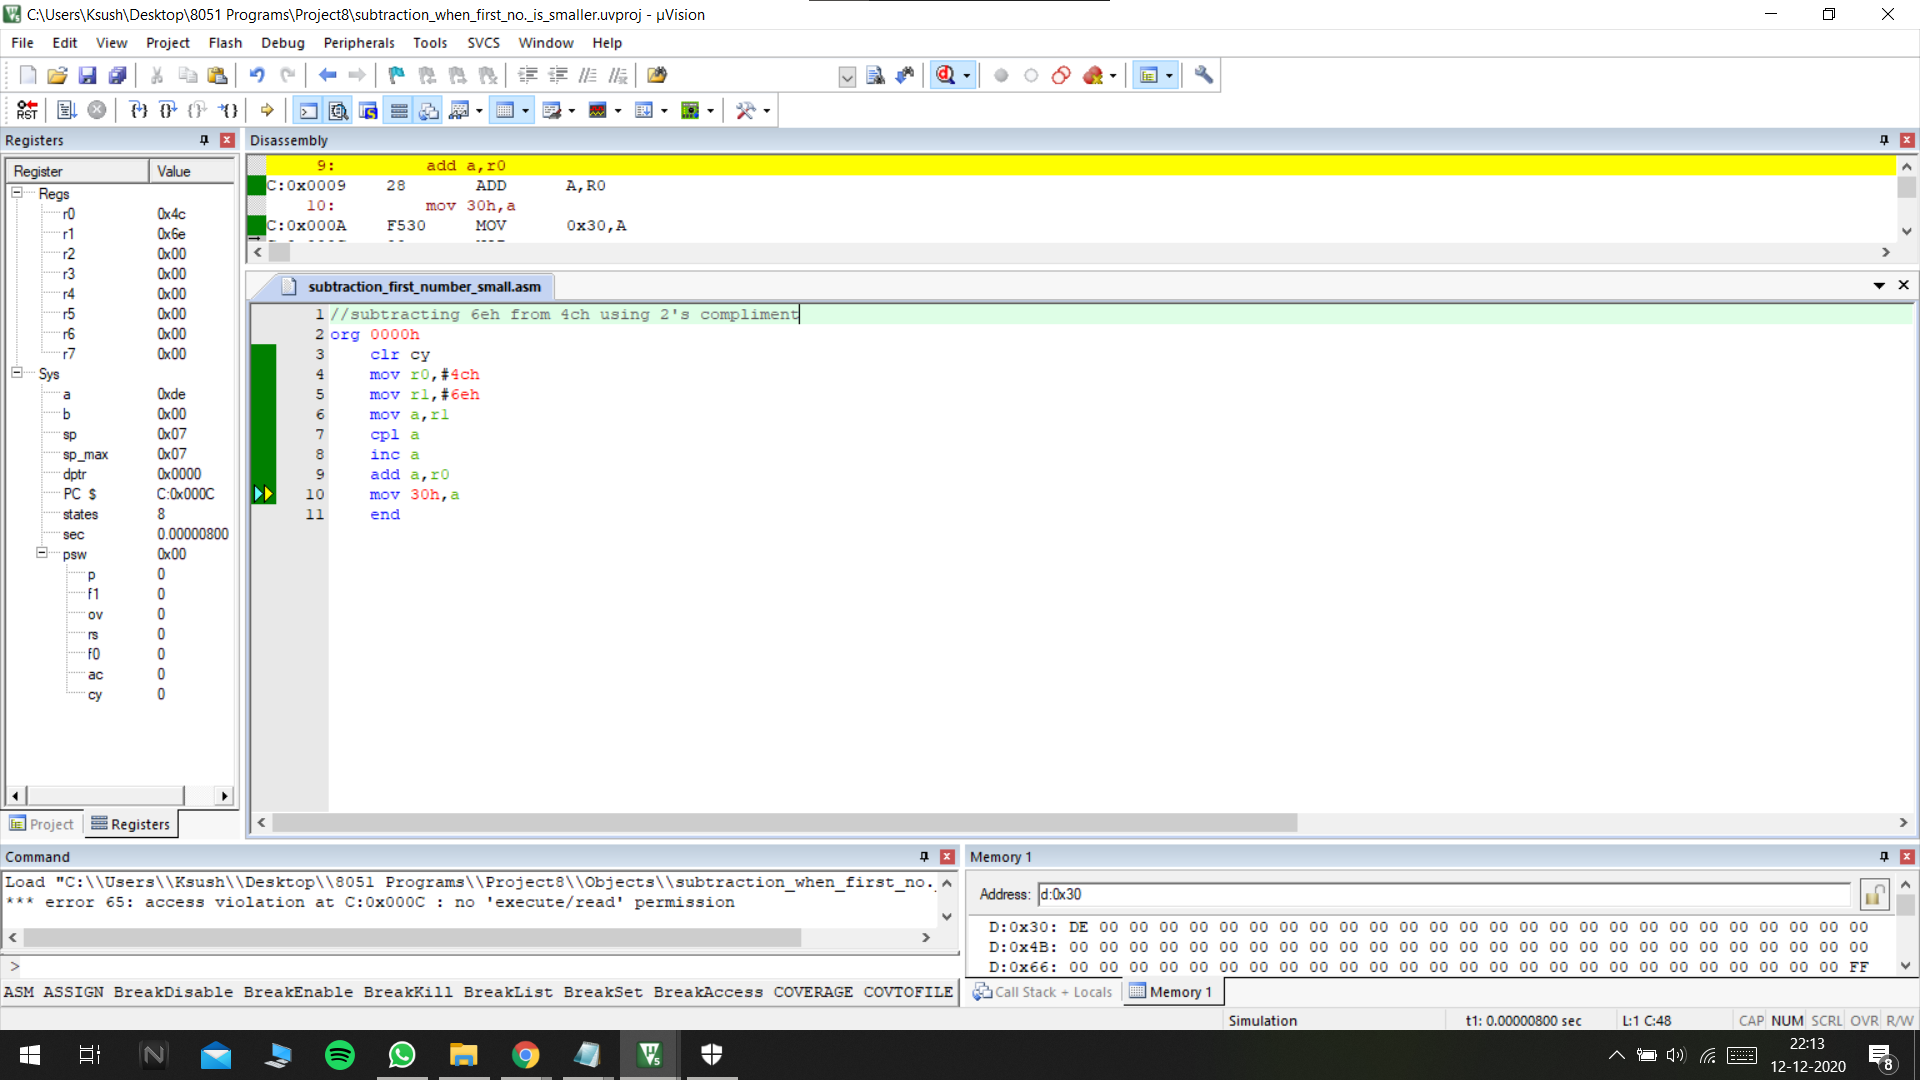 C:\Users\Ksush\Desktop\8051 Programs\Project8\subtraction_when_first_no._is_smaller.uvproj - µVision
File Edit View Project Flash Debug Peripherals Tools SVCS Window Help
RST
Registers
Register Value
Regs
r0 0x4c
r1 0x6e
r2 0x00
r3 0x00
r4 0x00
r5 0x00
r6 0x00
r7 0x00
Sys
a 0xde
b 0x00
sp 0x07
sp_max 0x07
dptr 0x0000
PC $ C:0x000C
states 8
sec 0.00000800
psw 0x00
p 0
f1 0
ov 0
rs 0
f0 0
ac 0
cy 0
Project Registers
Disassembly
9: add a,r0
C:0x0009 28 ADD A,R0
10: mov 30h,a
C:0x000A F530 MOV 0x30,A
subtraction_first_number_small.asm
1 //subtracting 6eh from 4ch using 2's compliment
2 org 0000h
3 clr cy
4 mov r0,#4ch
5 mov r1,#6eh
6 mov a,r1
7 cpl a
8 inc a
9 add a,r0
10 mov 30h,a
11 end
Command
Load "C:\\Users\\Ksush\\Desktop\\8051 Programs\\Project8\\Objects\\subtraction_when_first_no.
*** error 65: access violation at C:0x000C : no 'execute/read' permission
>
ASM ASSIGN BreakDisable BreakEnable BreakKill BreakList BreakSet BreakAccess COVERAGE COVTOFILE
Memory 1
Address: d:0x30
D:0x30: DE 00 00 00 00 00 00 00 00 00 00 00 00 00 00 00 00 00 00 00 00 00 00 00 00 00 00
D:0x4B: 00 00 00 00 00 00 00 00 00 00 00 00 00 00 00 00 00 00 00 00 00 00 00 00 00 00 00
D:0x66: 00 00 00 00 00 00 00 00 00 00 00 00 00 00 00 00 00 00 00 00 00 00 00 00 00 00 FF
Call Stack + Locals Memory 1
Simulation t1: 0.00000800 sec L:1 C:48 CAP NUM SCRL OVR R/W
22:13
12-12-2020
8